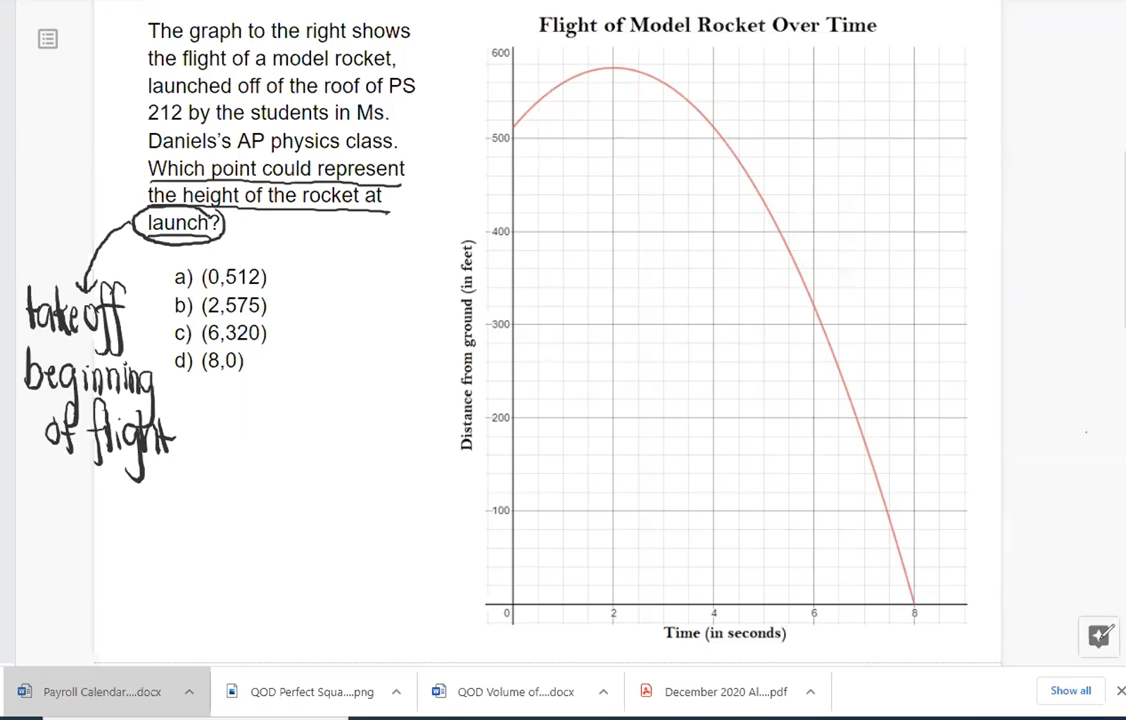 The graph to the right shows
the flight of a model rocket,
launched off of the roof of PS
212 by the students in Ms.
Daniels's AP physics class.
Which point could represent
the height of the rocket at
launch?
a) (0,512)
b) (2,575)
c) (6,320)
d) (8,0)
take off
beginning
of flight
Flight of Model Rocket Over Time
600
500
400
300
200
100
0 2 4 6 8
Distance from ground (in feet)
Time (in seconds)
Payroll Calendar....docx
QOD Perfect Squa....png
QOD Volume of....docx
December 2020 Al....pdf
Show all